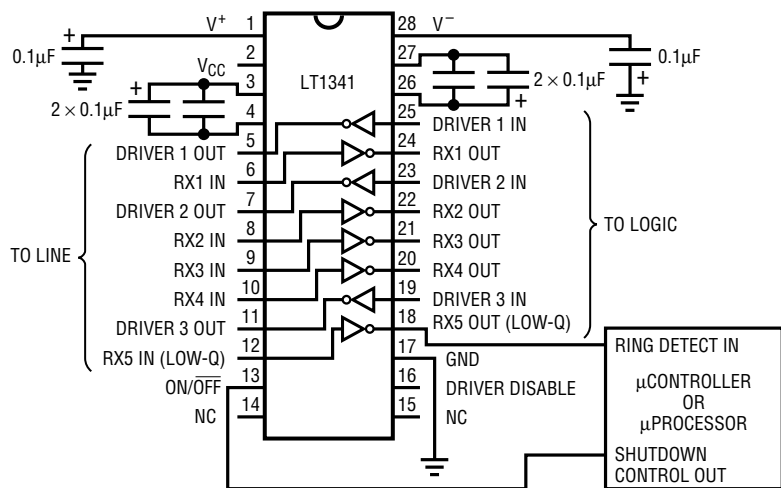 V+ 1 28 V−
0.1µF + 2 27 0.1µF +
VCC 3 LT1341 26
+ 2 × 0.1µF 4 25 + 2 × 0.1µF
DRIVER 1 IN
DRIVER 1 OUT 5 24 RX1 OUT
RX1 IN 6 23 DRIVER 2 IN
DRIVER 2 OUT 7 22 RX2 OUT
RX2 IN 8 21 RX3 OUT
TO LINE TO LOGIC
RX3 IN 9 20 RX4 OUT
RX4 IN 10 19 DRIVER 3 IN
DRIVER 3 OUT 11 18 RX5 OUT (LOW-Q)
RX5 IN (LOW-Q) 12 17 GND
ON/OFF 13 16 DRIVER DISABLE
NC 14 15 NC
RING DETECT IN
µCONTROLLER
OR
µPROCESSOR
SHUTDOWN
CONTROL OUT